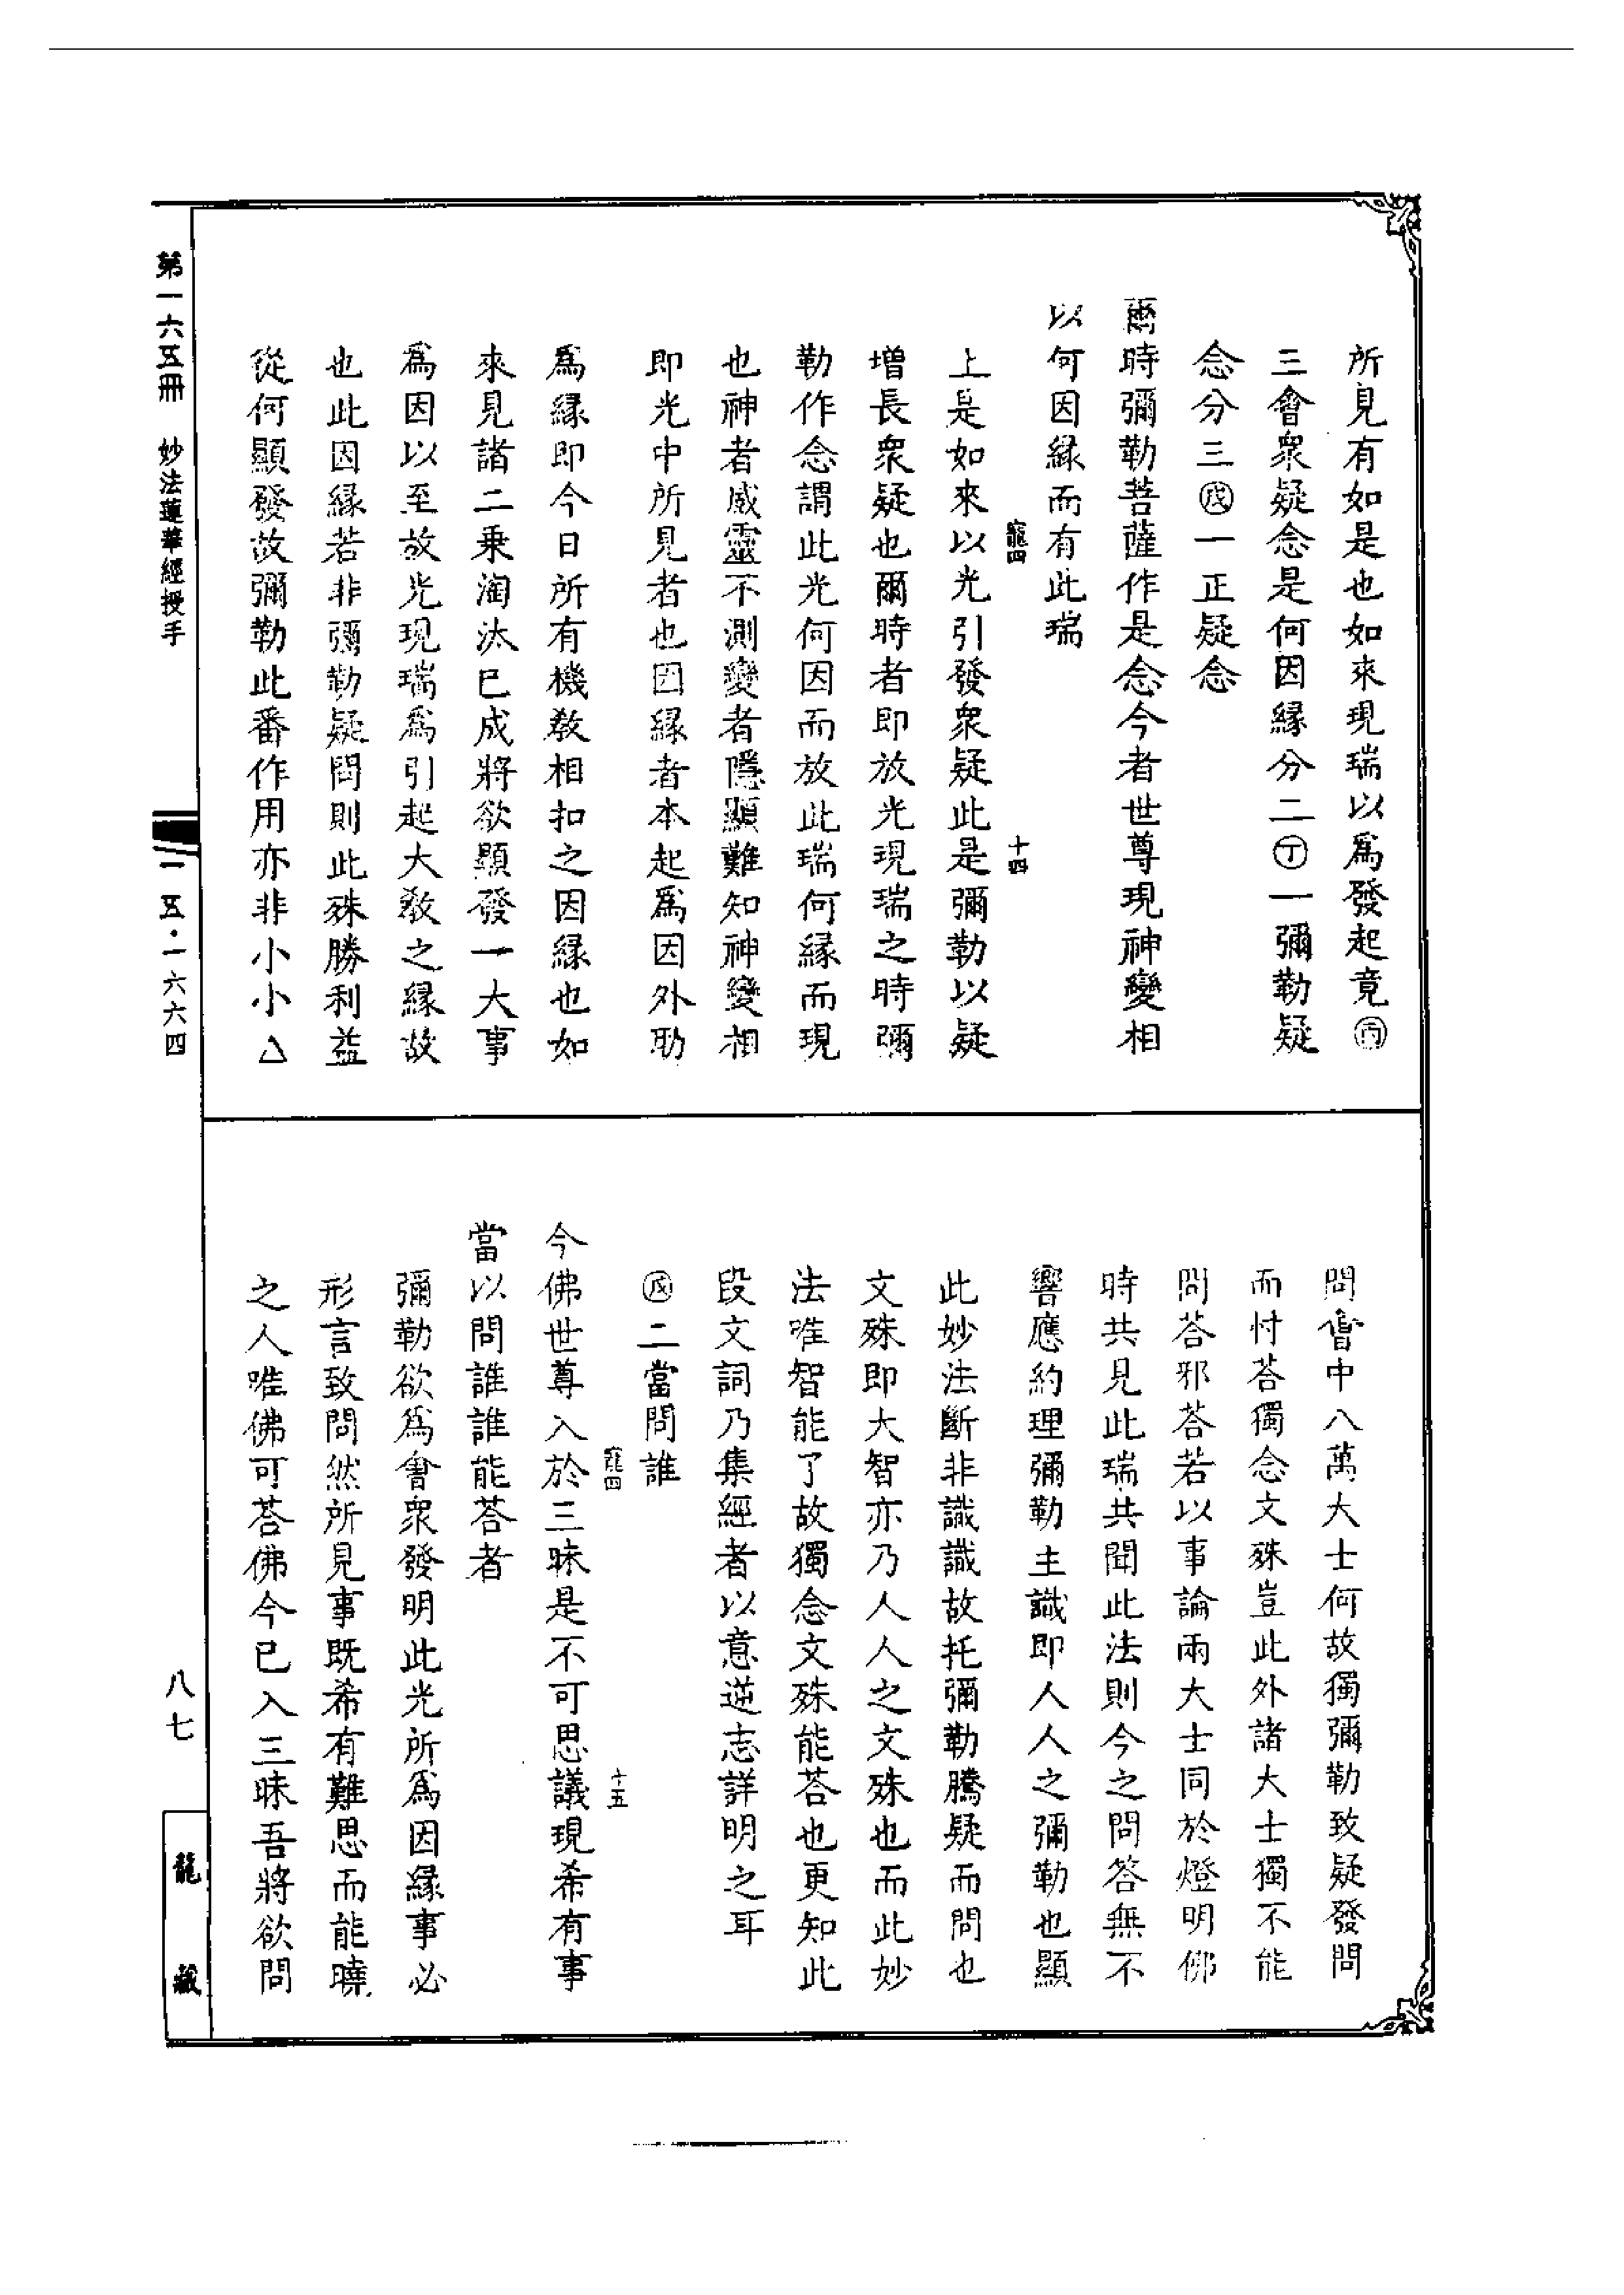 所見有如是也如來現瑞以爲發起竟㊄丙
三會衆疑念是何因緣分二丁一彌勒疑
念分三戊一正疑念
爾時彌勒菩薩作是念今者世尊現神變相
以何因緣而有此瑞
寵四
十四
上是如來以光引發衆疑此是彌勒以疑
增長衆疑也爾時者即放光現瑞之時彌
勒作念謂此光何因而放此瑞何緣而現
也神者威靈不測變者隱顯難知神變相
即光中所見者也因緣者本起爲因外助
爲緣即今日所有機敎相扣之因緣也如
來見諸二乘淘汰已成將欲顯發一大事
爲因以至放光現瑞爲引起大敎之緣故
也此因緣若非彌勒疑問則此殊勝利益
從何顯發故彌勒此番作用亦非小小△
問會中八萬大士何故獨彌勒致疑發問
而忖荅獨念文殊豈此外諸大士獨不能
問荅邪荅若以事論兩大士同於燈明佛
時共見此瑞共聞此法則今之問答無不
響應約理彌勒主識即人人之彌勒也顯
此妙法斷非識識故托彌勒騰疑而問也
文殊即大智亦乃人人之文殊也而此妙
法唯智能了故獨念文殊能荅也更知此
段文詞乃集經者以意逆志詳明之耳
戊二當問誰
寵四
十五
今佛世尊入於三昧是不可思議現希有事
當以問誰誰能荅者
彌勒欲爲會衆發明此光所爲因緣事必
形言致問然所見事既希有難思而能曉
之人唯佛可荅佛今已入三昧吾將欲問
第一六五冊 妙法蓮華經授手
一五·一六六四
八七
龍藏